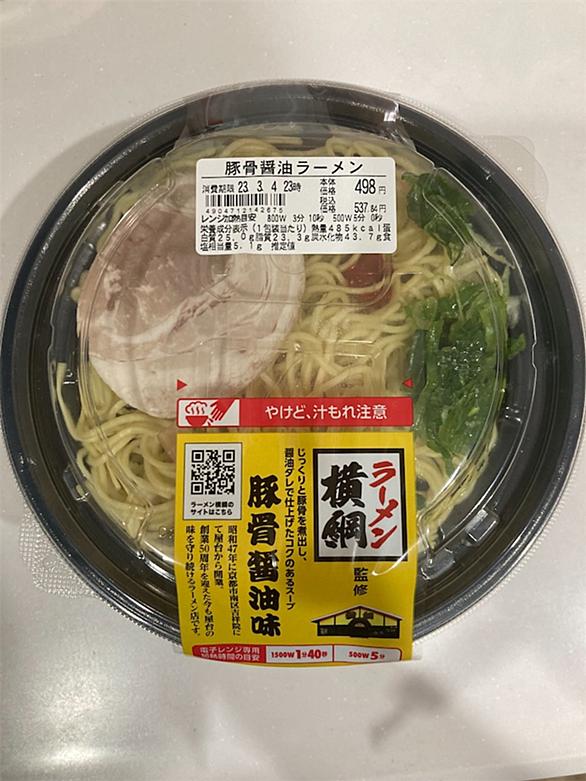 豚骨醤油ラーメン
消費期限 23. 3. 4 23時
本体価格 498円
税込価格 537.84円
4904712142676
レンジ加熱目安 800W 3分10秒 500W 5分 0秒
栄養成分表示(1包装当たり)熱量485kcal蛋
白質25.0g脂質23.3g炭水化物43.7g食
塩相当量5.1g 推定値
やけど、汁もれ注意
ラーメン
横綱
監修
じっくりと豚骨を煮出し、
醤油ダレで仕上げたコクのあるスープ
豚骨醤油味
ラーメン横綱の
サイトはこちら
昭和47年に京都市南区吉祥院に
て屋台から開業、
創業50周年を迎えた今も屋台の
味を守り続けるラーメン店です。
電子レンジ専用
加熱時間の目安
1500W 1分40秒
500W 5分